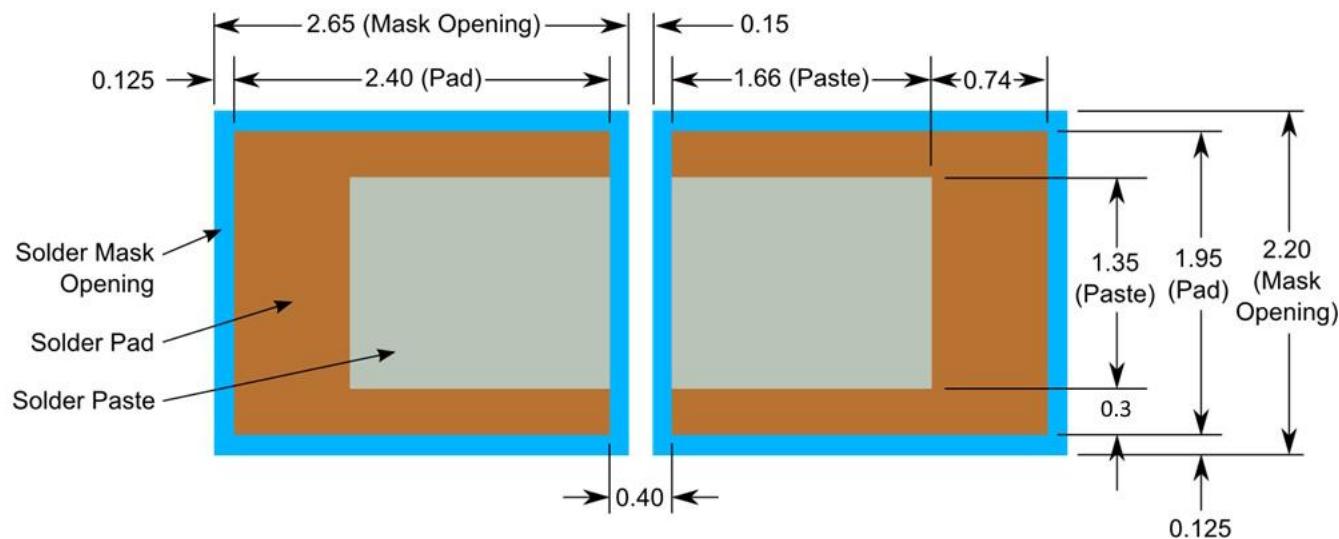 2.65 (Mask Opening)
0.15
0.125
2.40 (Pad)
1.66 (Paste)
0.74
Solder Mask
Opening
Solder Pad
Solder Paste
1.35
(Paste)
1.95
(Pad)
2.20
(Mask
Opening)
0.3
0.40
0.125